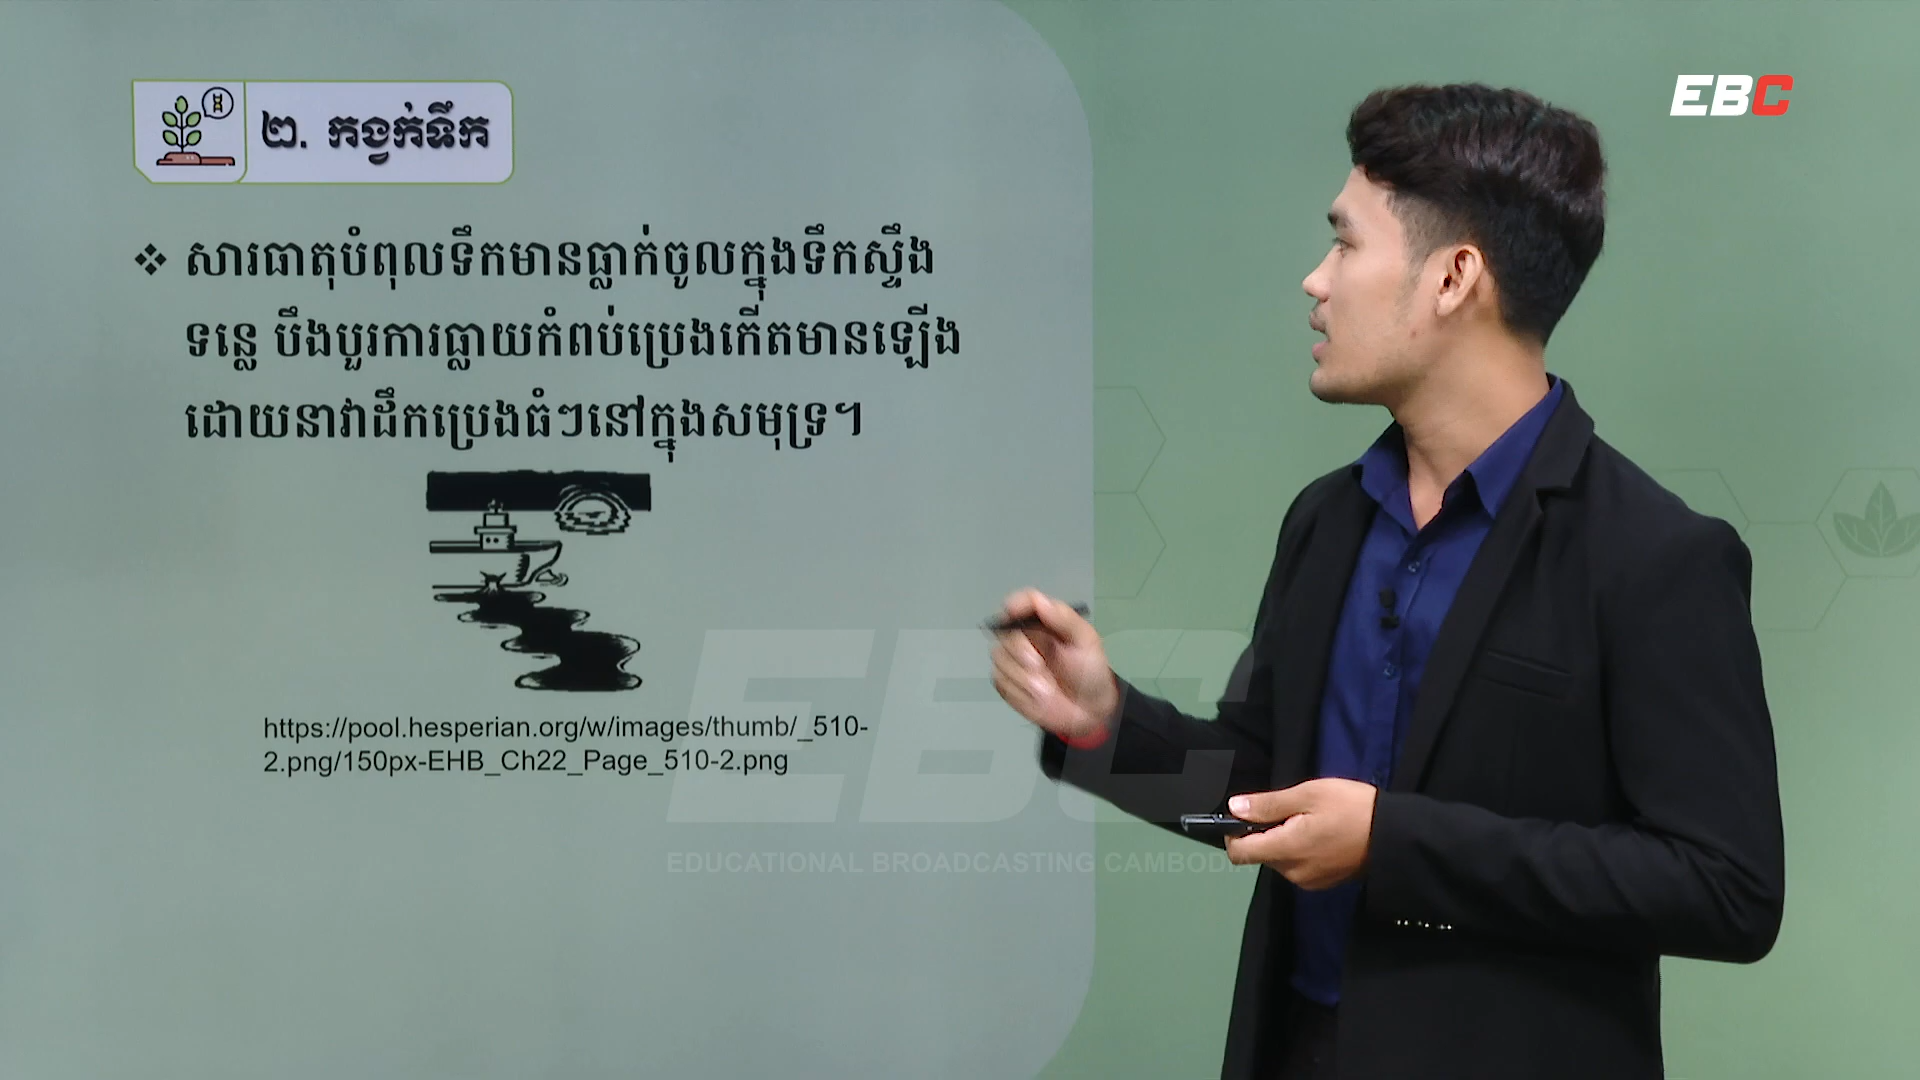 EBC
២. កង្វក់ទឹក
❖ សារធាតុបំពុលទឹកមានធ្លាក់ចូលក្នុងទឹកស្ទឹង
ទន្លេ បឹងបួរការធ្លាយកំពប់ប្រេងកើតមានឡើង
ដោយនាវាដឹកប្រេងធំៗនៅក្នុងសមុទ្រ។
https://pool.hesperian.org/w/images/thumb/_510-
2.png/150px-EHB_Ch22_Page_510-2.png
EBC
EDUCATIONAL BROADCASTING CAMBODIA